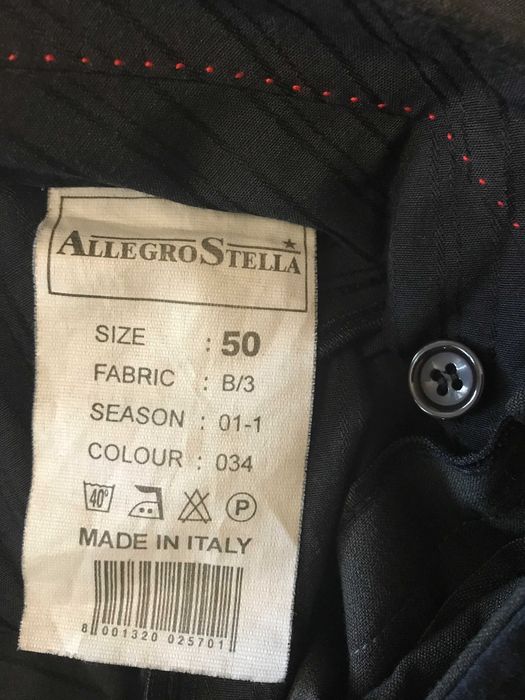 ALLEGROSTELLA
SIZE : 50
FABRIC : B/3
SEASON : 01-1
COLOUR : 034
40° P
MADE IN ITALY
8 001320 025701